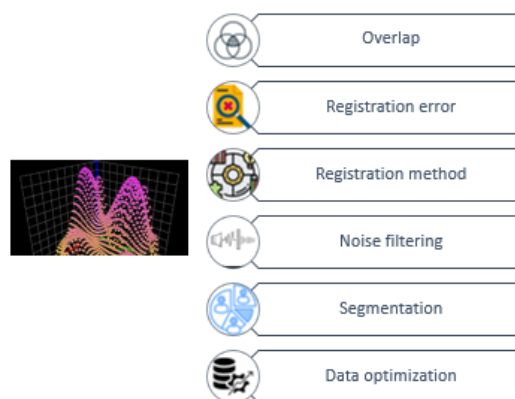 Overlap
Registration error
Registration method
Noise filtering
Segmentation
Data optimization